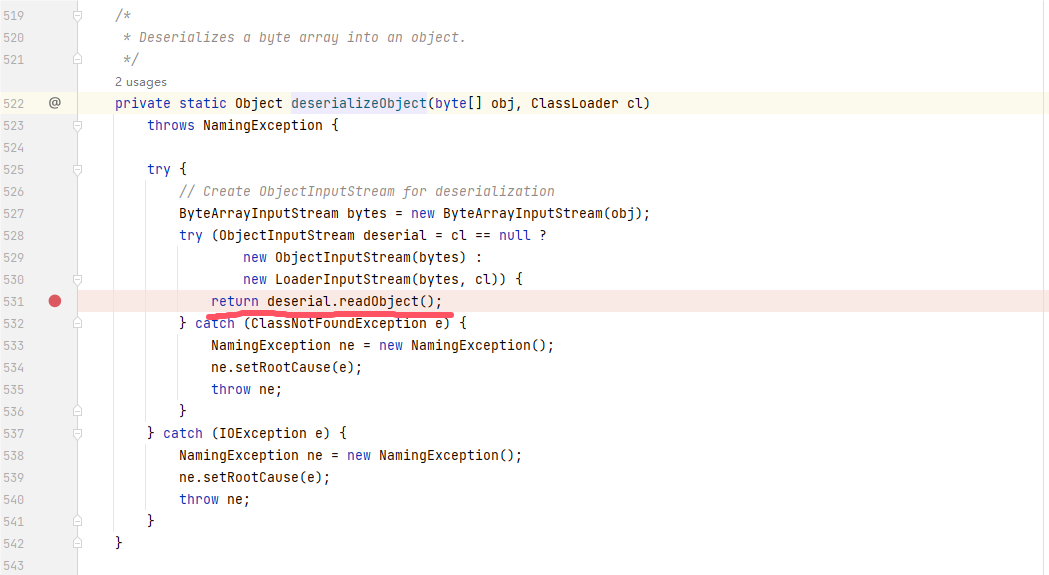 519 /*
520 * Deserializes a byte array into an object.
521 */
2 usages
522 @ private static Object deserializeObject(byte[] obj, ClassLoader cl)
523 throws NamingException {
524
525 try {
526 // Create ObjectInputStream for deserialization
527 ByteArrayInputStream bytes = new ByteArrayInputStream(obj);
528 try (ObjectInputStream deserial = cl == null ?
529 new ObjectInputStream(bytes) :
530 new LoaderInputStream(bytes, cl)) {
531 return deserial.readObject();
532 } catch (ClassNotFoundException e) {
533 NamingException ne = new NamingException();
534 ne.setRootCause(e);
535 throw ne;
536 }
537 } catch (IOException e) {
538 NamingException ne = new NamingException();
539 ne.setRootCause(e);
540 throw ne;
541 }
542 }
543